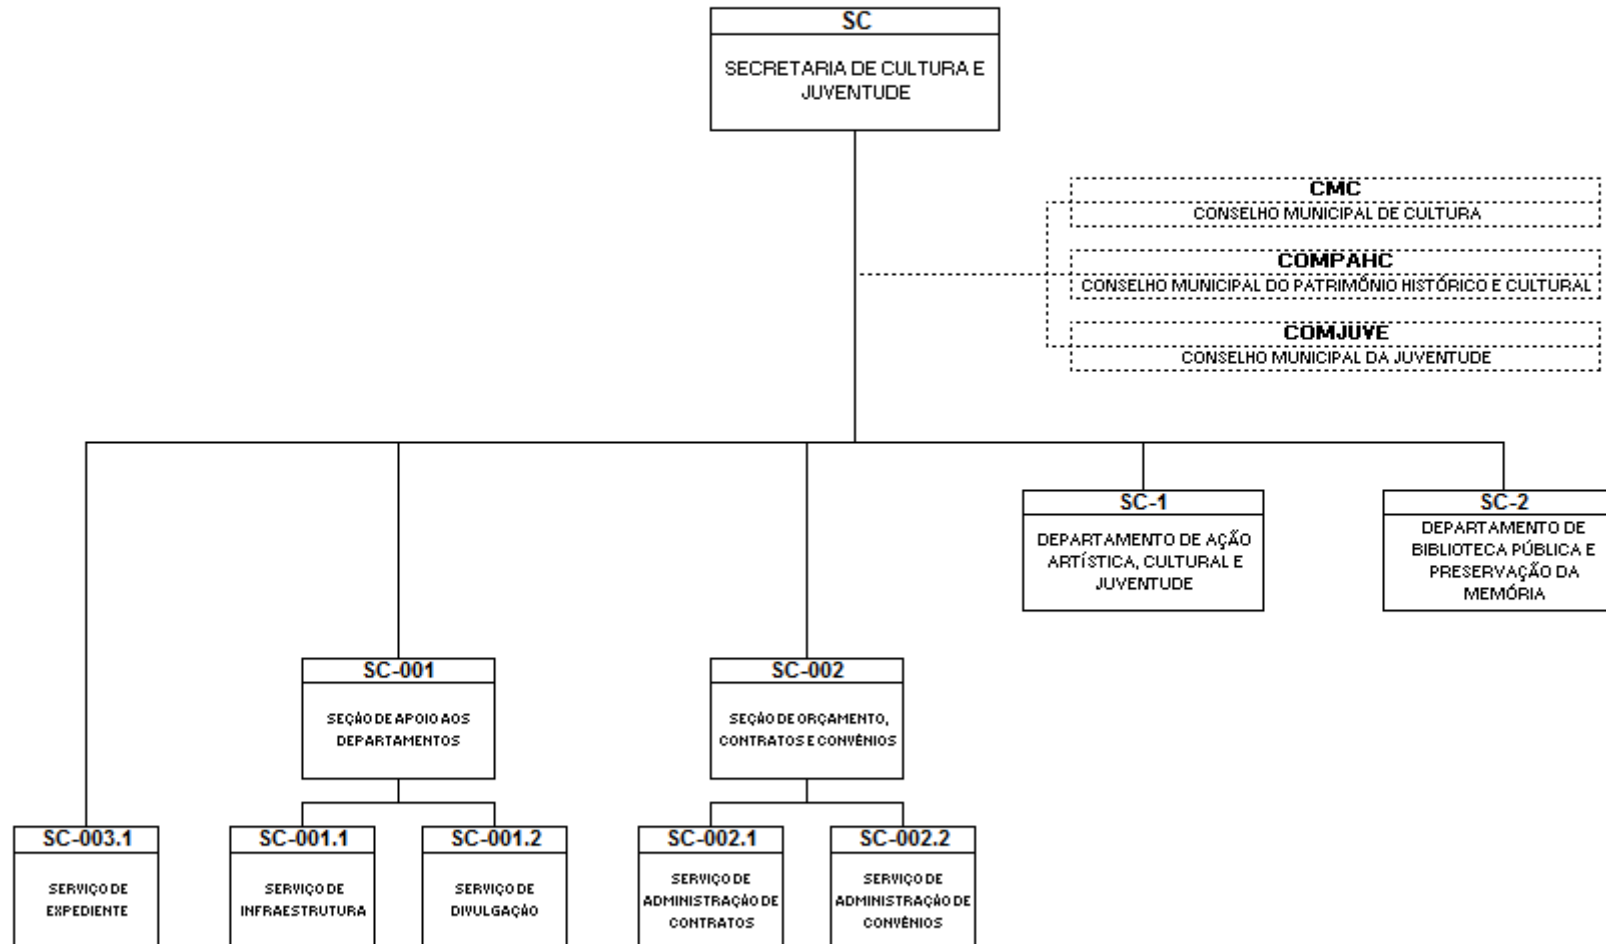 SC
SECRETARIA DE CULTURA E
JUVENTUDE
CMC
CONSELHO MUNICIPAL DE CULTURA
COMPAHC
CONSELHO MUNICIPAL DO PATRIMÔNIO HISTÓRICO E CULTURAL
COMJUVE
CONSELHO MUNICIPAL DA JUVENTUDE
SC-1
DEPARTAMENTO DE AÇÃO
ARTÍSTICA, CULTURAL E
JUVENTUDE
SC-2
DEPARTAMENTO DE
BIBLIOTECA PÚBLICA E
PRESERVAÇÃO DA
MEMÓRIA
SC-001
SEÇÃO DE APOIO AOS
DEPARTAMENTOS
SC-002
SEÇÃO DE ORÇAMENTO,
CONTRATOS E CONVÊNIOS
SC-003.1
SERVIÇO DE
EXPEDIENTE
SC-001.1
SERVIÇO DE
INFRAESTRUTURA
SC-001.2
SERVIÇO DE
DIVULGAÇÃO
SC-002.1
SERVIÇO DE
ADMINISTRAÇÃO DE
CONTRATOS
SC-002.2
SERVIÇO DE
ADMINISTRAÇÃO DE
CONVÊNIOS